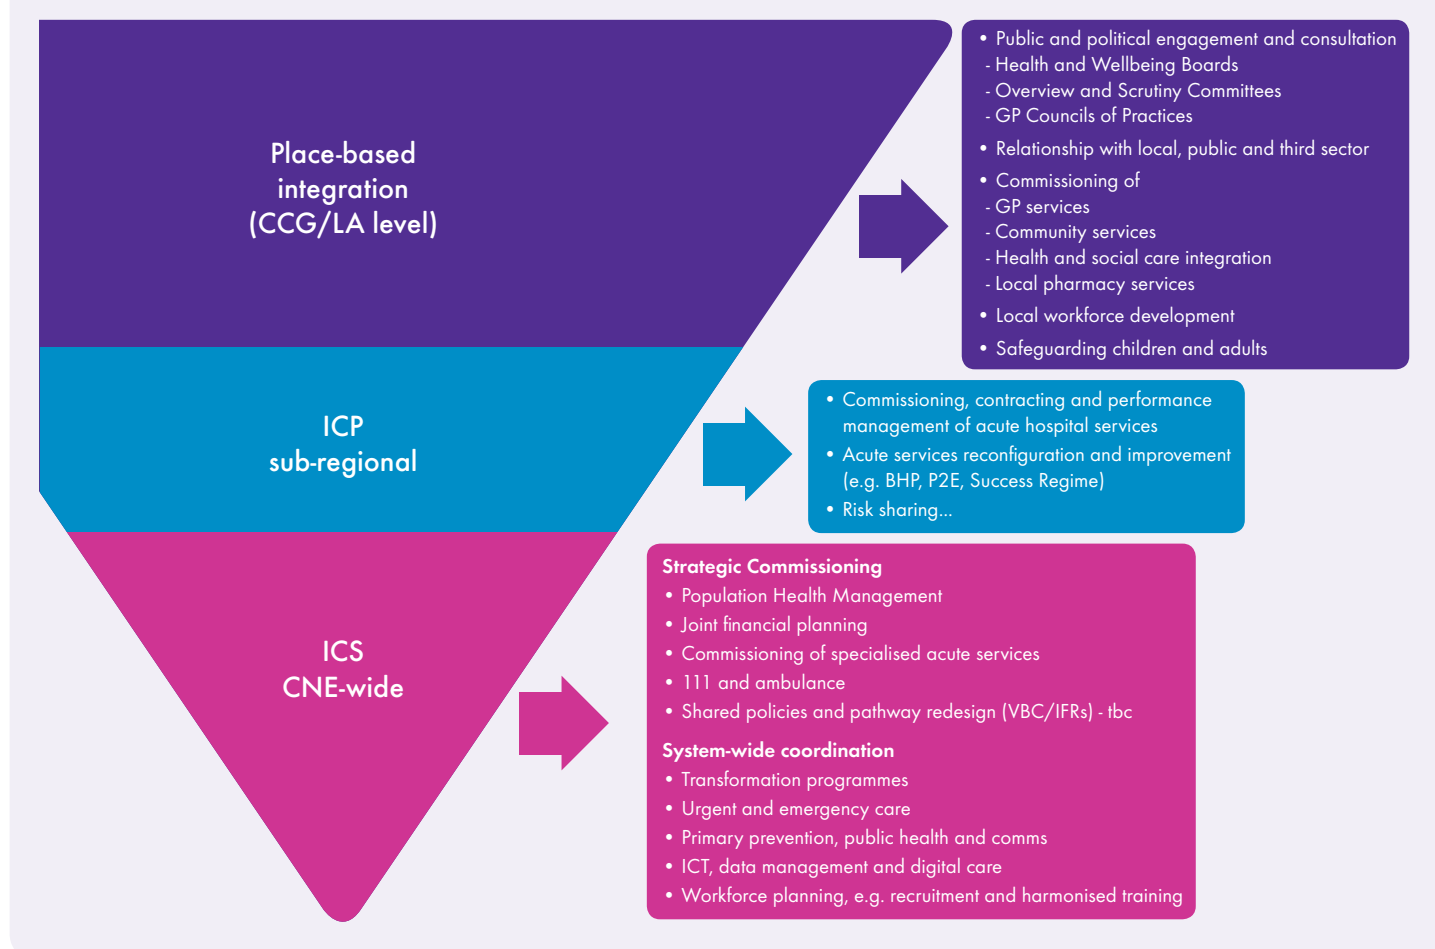 Place-based
integration
(CCG/LA level)
• Public and political engagement and consultation
- Health and Wellbeing Boards
- Overview and Scrutiny Committees
- GP Councils of Practices
• Relationship with local, public and third sector
• Commissioning of
- GP services
- Community services
- Health and social care integration
- Local pharmacy services
• Local workforce development
• Safeguarding children and adults
ICP
sub-regional
• Commissioning, contracting and performance
management of acute hospital services
• Acute services reconfiguration and improvement
(e.g. BHP, P2E, Success Regime)
• Risk sharing...
ICS
CNE-wide
Strategic Commissioning
• Population Health Management
• Joint financial planning
• Commissioning of specialised acute services
• 111 and ambulance
• Shared policies and pathway redesign (VBC/IFRs) - tbc
System-wide coordination
• Transformation programmes
• Urgent and emergency care
• Primary prevention, public health and comms
• ICT, data management and digital care
• Workforce planning, e.g. recruitment and harmonised training